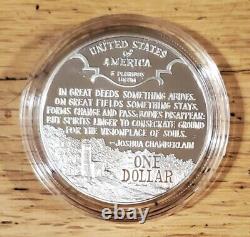 UNITED STATES
OF
AMERICA
E PLURIBUS
UNUM
IN GREAT DEEDS SOMETHING ABIDES.
ON GREAT FIELDS SOMETHING STAYS.
FORMS CHANGE AND PASS; BODIES DISAPPEAR;
BUT SPIRITS LINGER TO CONSECRATE GROUND
FOR THE VISIONPLACE OF SOULS.
—JOSHUA CHAMBERLAIN
ONE
DOLLAR